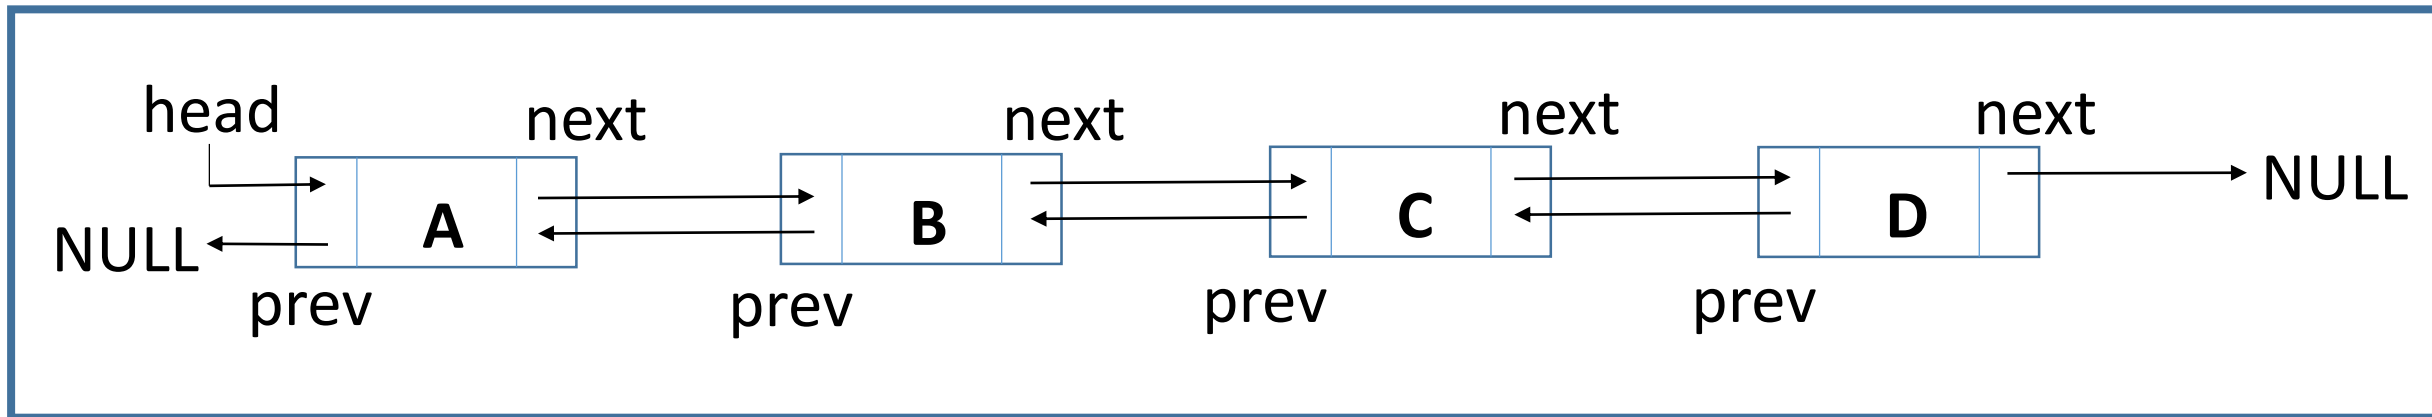 head next next next next
A B C D NULL
NULL
prev prev prev prev